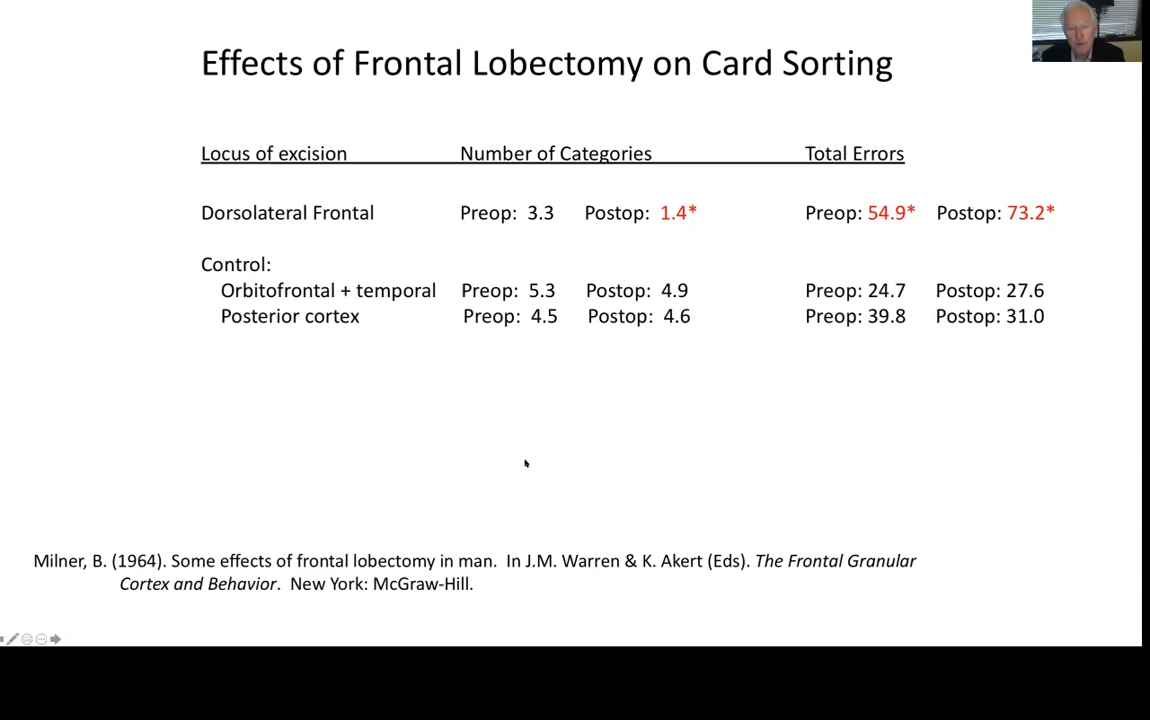 Effects of Frontal Lobectomy on Card Sorting
Locus of excision Number of Categories Total Errors
Dorsolateral Frontal Preop: 3.3 Postop: 1.4* Preop: 54.9* Postop: 73.2*
Control:
Orbitofrontal + temporal Preop: 5.3 Postop: 4.9 Preop: 24.7 Postop: 27.6
Posterior cortex Preop: 4.5 Postop: 4.6 Preop: 39.8 Postop: 31.0
Milner, B. (1964). Some effects of frontal lobectomy in man. In J.M. Warren & K. Akert (Eds). The Frontal Granular
Cortex and Behavior. New York: McGraw-Hill.